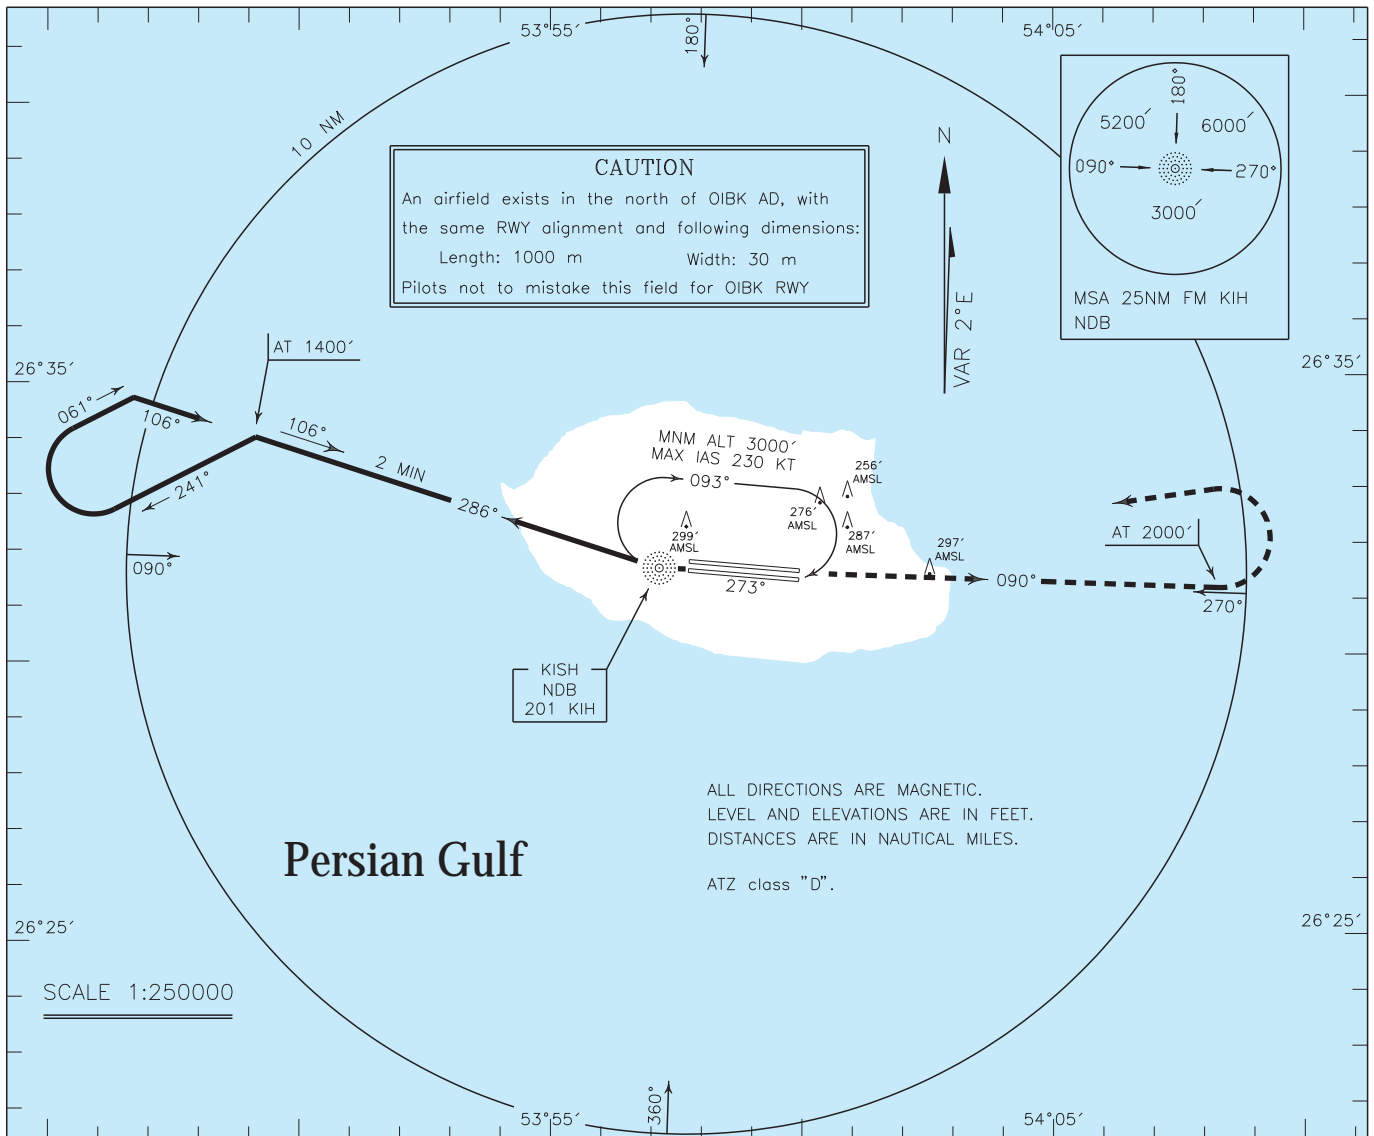 53°55′
180°
54°05′
10 NM
180°
5200′
6000′
090°
270°
3000′
MSA 25NM FM KIH
NDB
CAUTION
An airfield exists in the north of OIBK AD, with
the same RWY alignment and following dimensions:
Length: 1000 m Width: 30 m
Pilots not to mistake this field for OIBK RWY
N
VAR 2°E
26°35′
26°35′
AT 1400′
061°
106°
106°
2 MIN
241°
286°
MNM ALT 3000′
MAX IAS 230 KT
093°
256′
AMSL
276′
AMSL
299′
AMSL
287′
AMSL
297′
AMSL
AT 2000′
090°
273°
090°
270°
KISH
NDB
201 KIH
ALL DIRECTIONS ARE MAGNETIC.
LEVEL AND ELEVATIONS ARE IN FEET.
DISTANCES ARE IN NAUTICAL MILES.
ATZ class ”D”.
Persian Gulf
26°25′
26°25′
SCALE 1:250000
53°55′
360°
54°05′